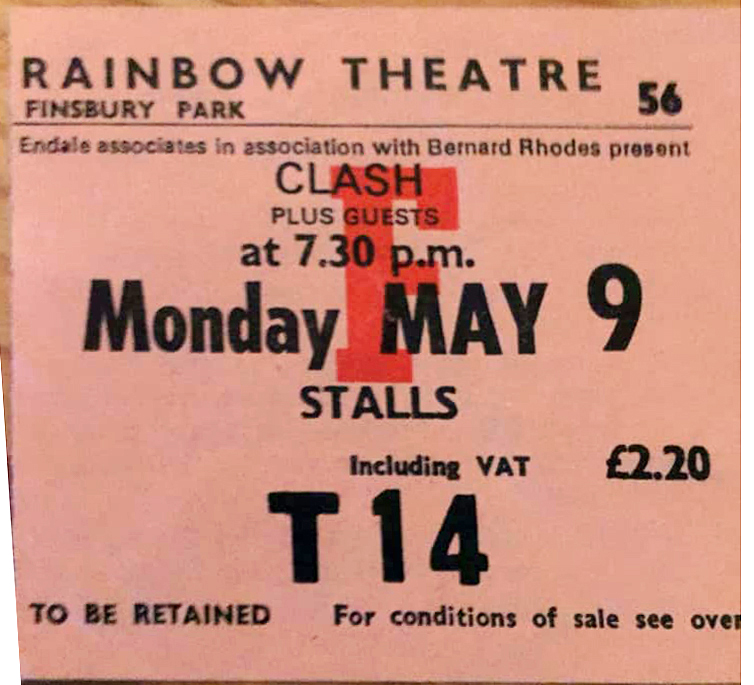 RAINBOW THEATRE 56
FINSBURY PARK
Endale associates in association with Bernard Rhodes present
CLASH
PLUS GUESTS
at 7.30 p.m.
F
Monday MAY 9
STALLS
Including VAT £2.20
T 14
TO BE RETAINED For conditions of sale see over